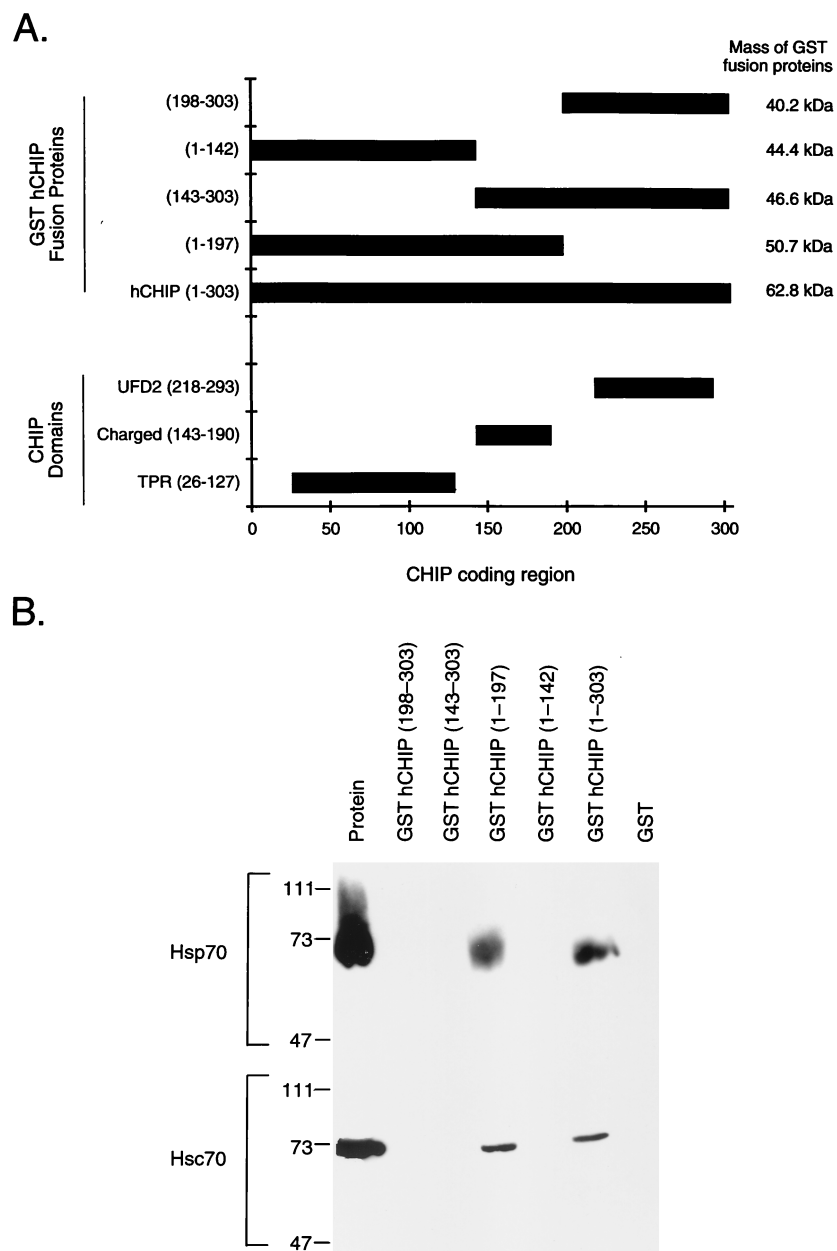 A.
Mass of GST
fusion proteins
GST hCHIP
Fusion Proteins
(198-303)
40.2 kDa
(1-142)
44.4 kDa
(143-303)
46.6 kDa
(1-197)
50.7 kDa
hCHIP (1-303)
62.8 kDa
CHIP
Domains
UFD2 (218-293)
Charged (143-190)
TPR (26-127)
0 50 100 150 200 250 300
CHIP coding region
B.
Protein
GST hCHIP (198–303)
GST hCHIP (143–303)
GST hCHIP (1–197)
GST hCHIP (1–142)
GST hCHIP (1–303)
GST
Hsp70
111
73
47
Hsc70
111
73
47